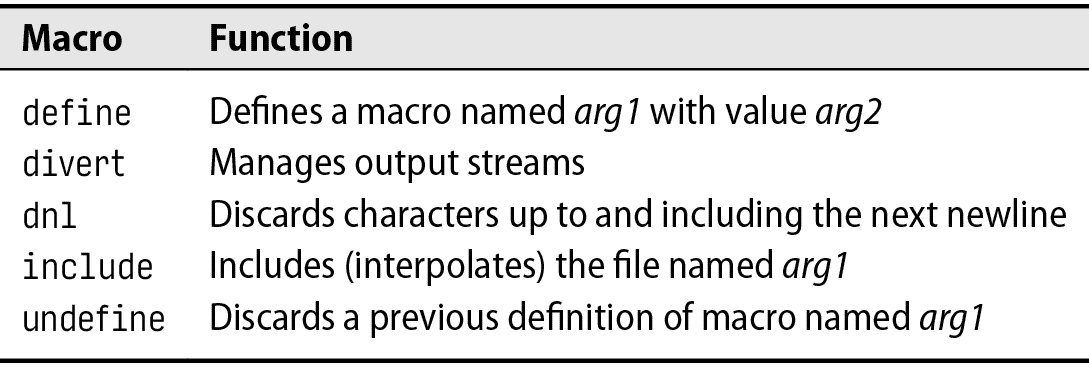 Macro Function
define Defines a macro named arg1 with value arg2
divert Manages output streams
dnl Discards characters up to and including the next newline
include Includes (interpolates) the file named arg1
undefine Discards a previous definition of macro named arg1